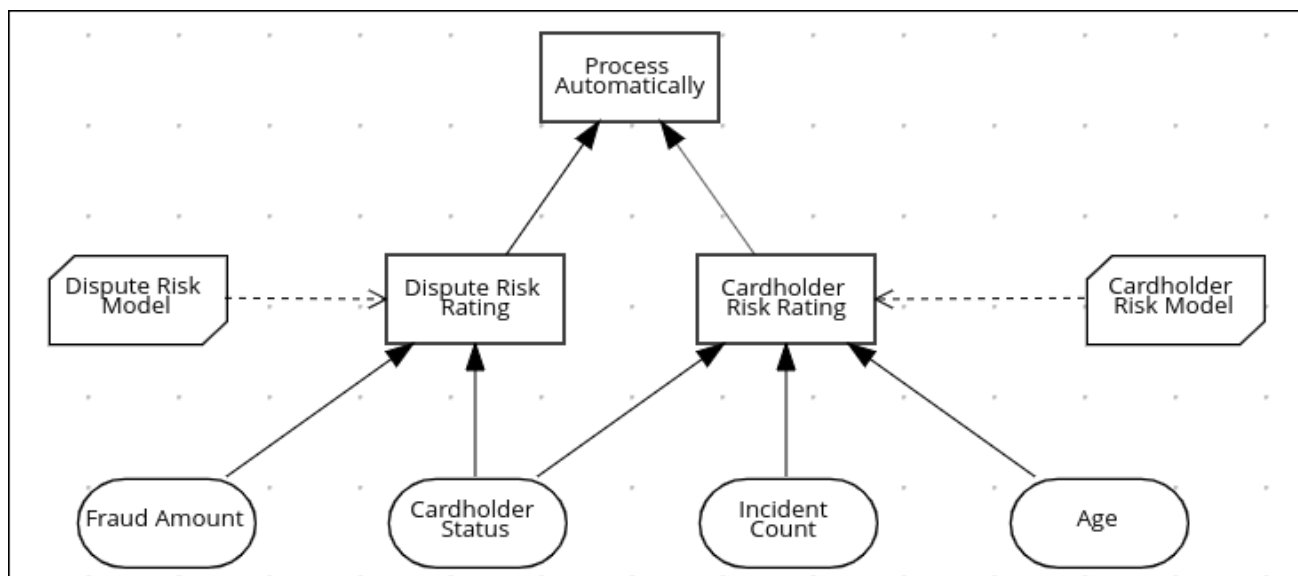 Process
Automatically
Dispute Risk
Model
Dispute Risk
Rating
Cardholder
Risk Rating
Cardholder
Risk Model
Fraud Amount
Cardholder
Status
Incident
Count
Age